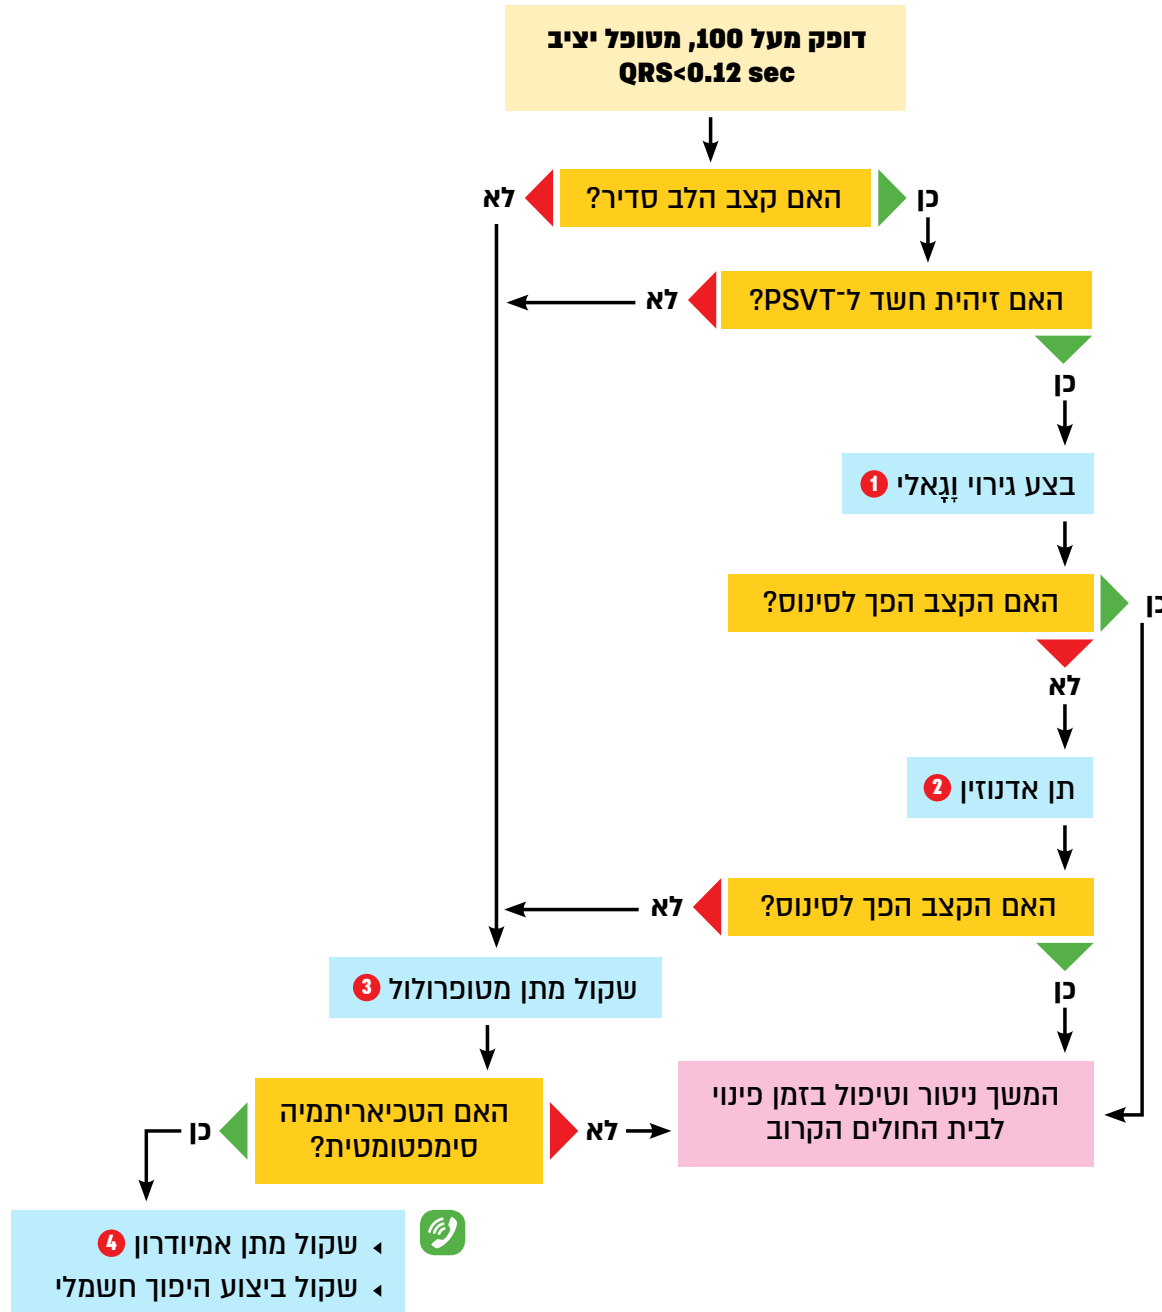 דופק מעל 100, מטופל יציב
QRS<0.12 sec
האם קצב הלב סדיר?
כן
לא
האם זיהית חשד ל־PSVT?
לא
כן
בצע גירוי וָגָאלי 1
האם הקצב הפך לסינוס?
כן
לא
תן אדנוזין 2
האם הקצב הפך לסינוס?
לא
כן
שקול מתן מטופרולול 3
המשך ניטור וטיפול בזמן פינוי
לבית החולים הקרוב
האם הטכיאריתמיה
סימפטומטית?
לא
כן
שקול מתן אמיודרון 4
שקול ביצוע היפוך חשמלי